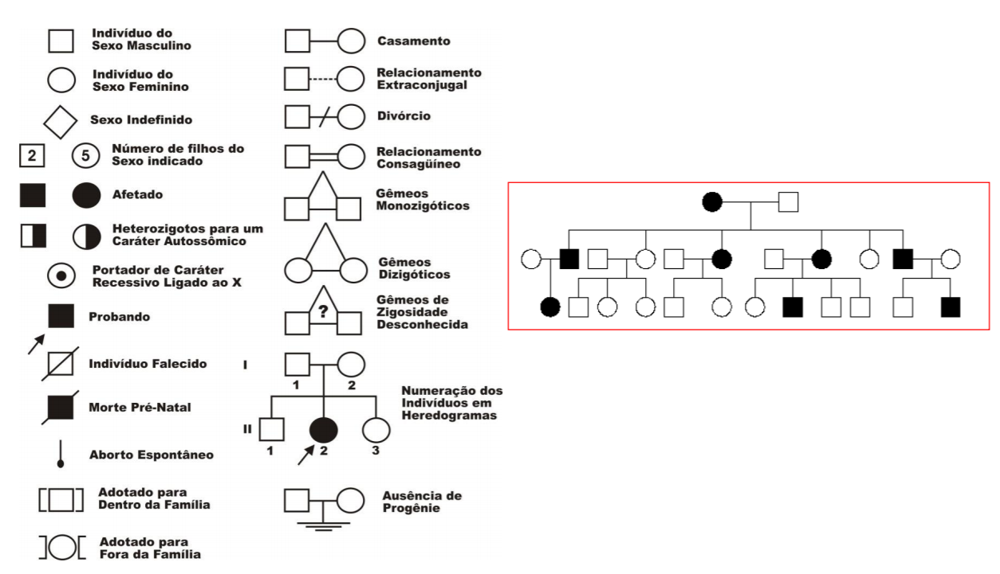 Indivíduo do
Sexo Masculino
Indivíduo do
Sexo Feminino
Sexo Indefinido
2
5
Número de filhos do
Sexo indicado
Afetado
Heterozigotos para um
Caráter Autossômico
Portador de Caráter
Recessivo Ligado ao X
Probando
Indivíduo Falecido
Morte Pré-Natal
Aborto Espontâneo
Adotado para
Dentro da Família
Adotado para
Fora da Família
Casamento
Relacionamento
Extraconjugal
Divórcio
Relacionamento
Consagüíneo
Gêmeos
Monozigóticos
Gêmeos
Dizigóticos
?
Gêmeos de
Zigosidade
Desconhecida
I
1
2
II
1
2
3
Numeração dos
Indivíduos em
Heredogramas
Ausência de
Progênie